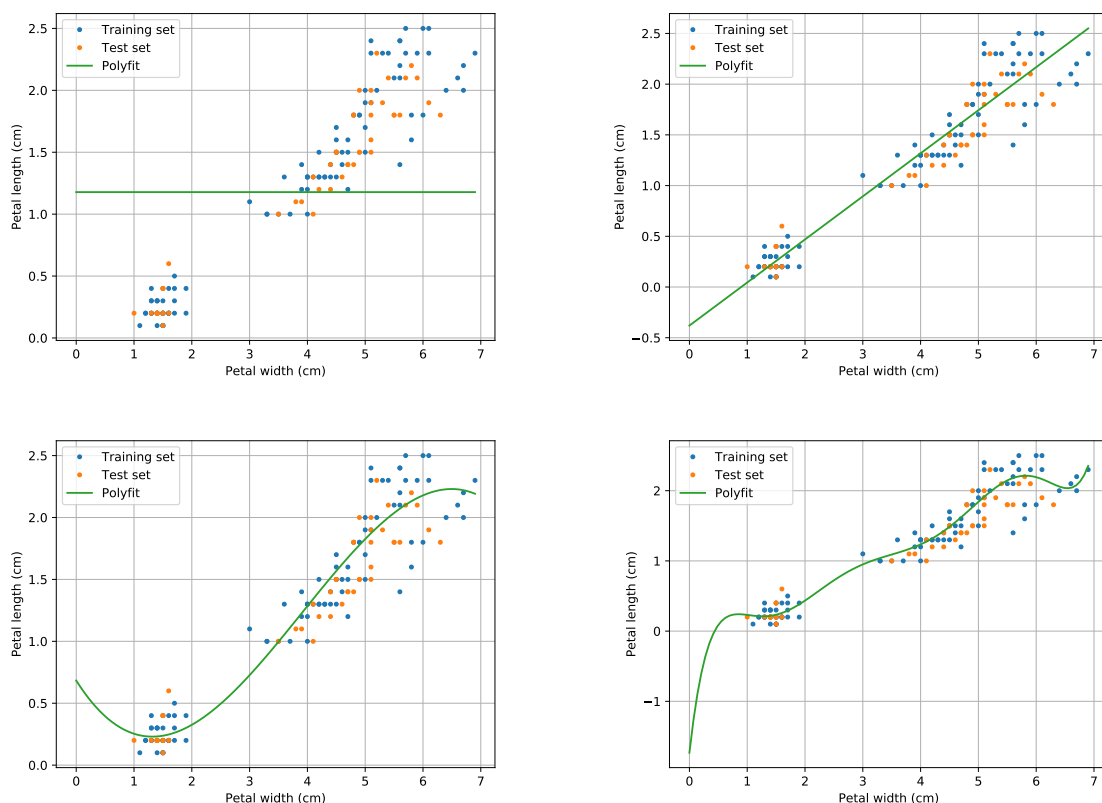 Training set
Test set
Polyfit
Petal length (cm)
2.5
2.0
1.5
1.0
0.5
0.0
0 1 2 3 4 5 6 7
Petal width (cm)
Training set
Test set
Polyfit
Petal length (cm)
2.5
2.0
1.5
1.0
0.5
0.0
−0.5
0 1 2 3 4 5 6 7
Petal width (cm)
Training set
Test set
Polyfit
Petal length (cm)
2.5
2.0
1.5
1.0
0.5
0.0
0 1 2 3 4 5 6 7
Petal width (cm)
Training set
Test set
Polyfit
Petal length (cm)
2
1
0
−1
0 1 2 3 4 5 6 7
Petal width (cm)